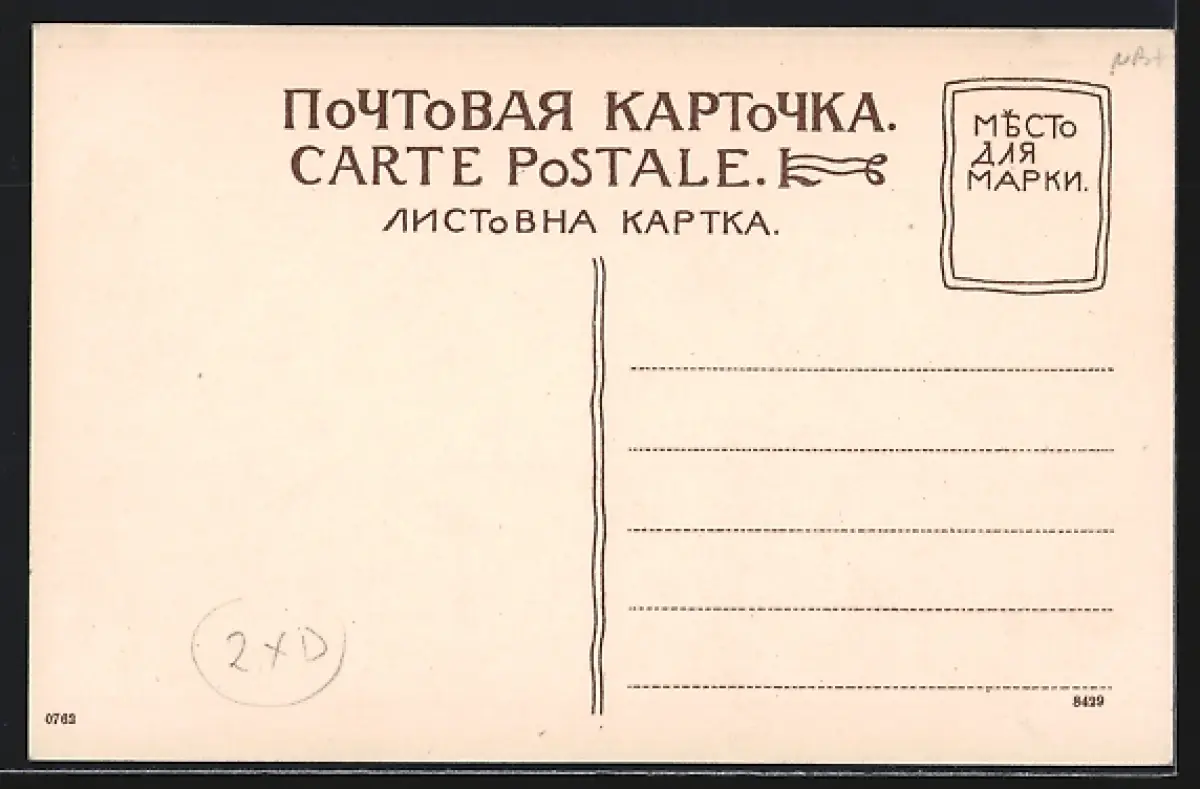 ПОЧТОВАЯ КАРТОЧКА.
CARTE POSTALE.
ЛИСТОВНА КАРТКА.
МѢСТО
ДЛЯ
МАРКИ.
2XD
8429
0762